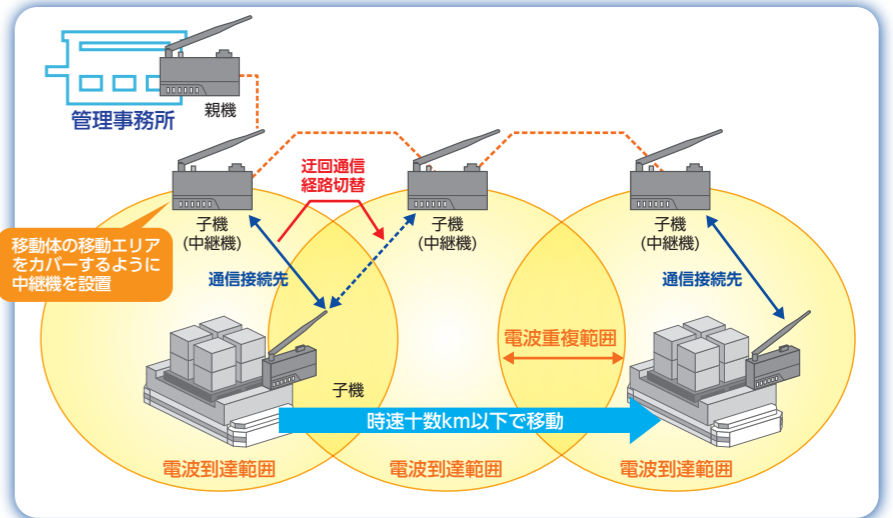 管理事務所
親機
迂回通信
経路切替
子機
(中継機)
子機
(中継機)
子機
(中継機)
移動体の移動エリア
をカバーするように
中継機を設置
通信接続先
通信接続先
電波重複範囲
子機
時速十数km以下で移動
電波到達範囲
電波到達範囲
電波到達範囲